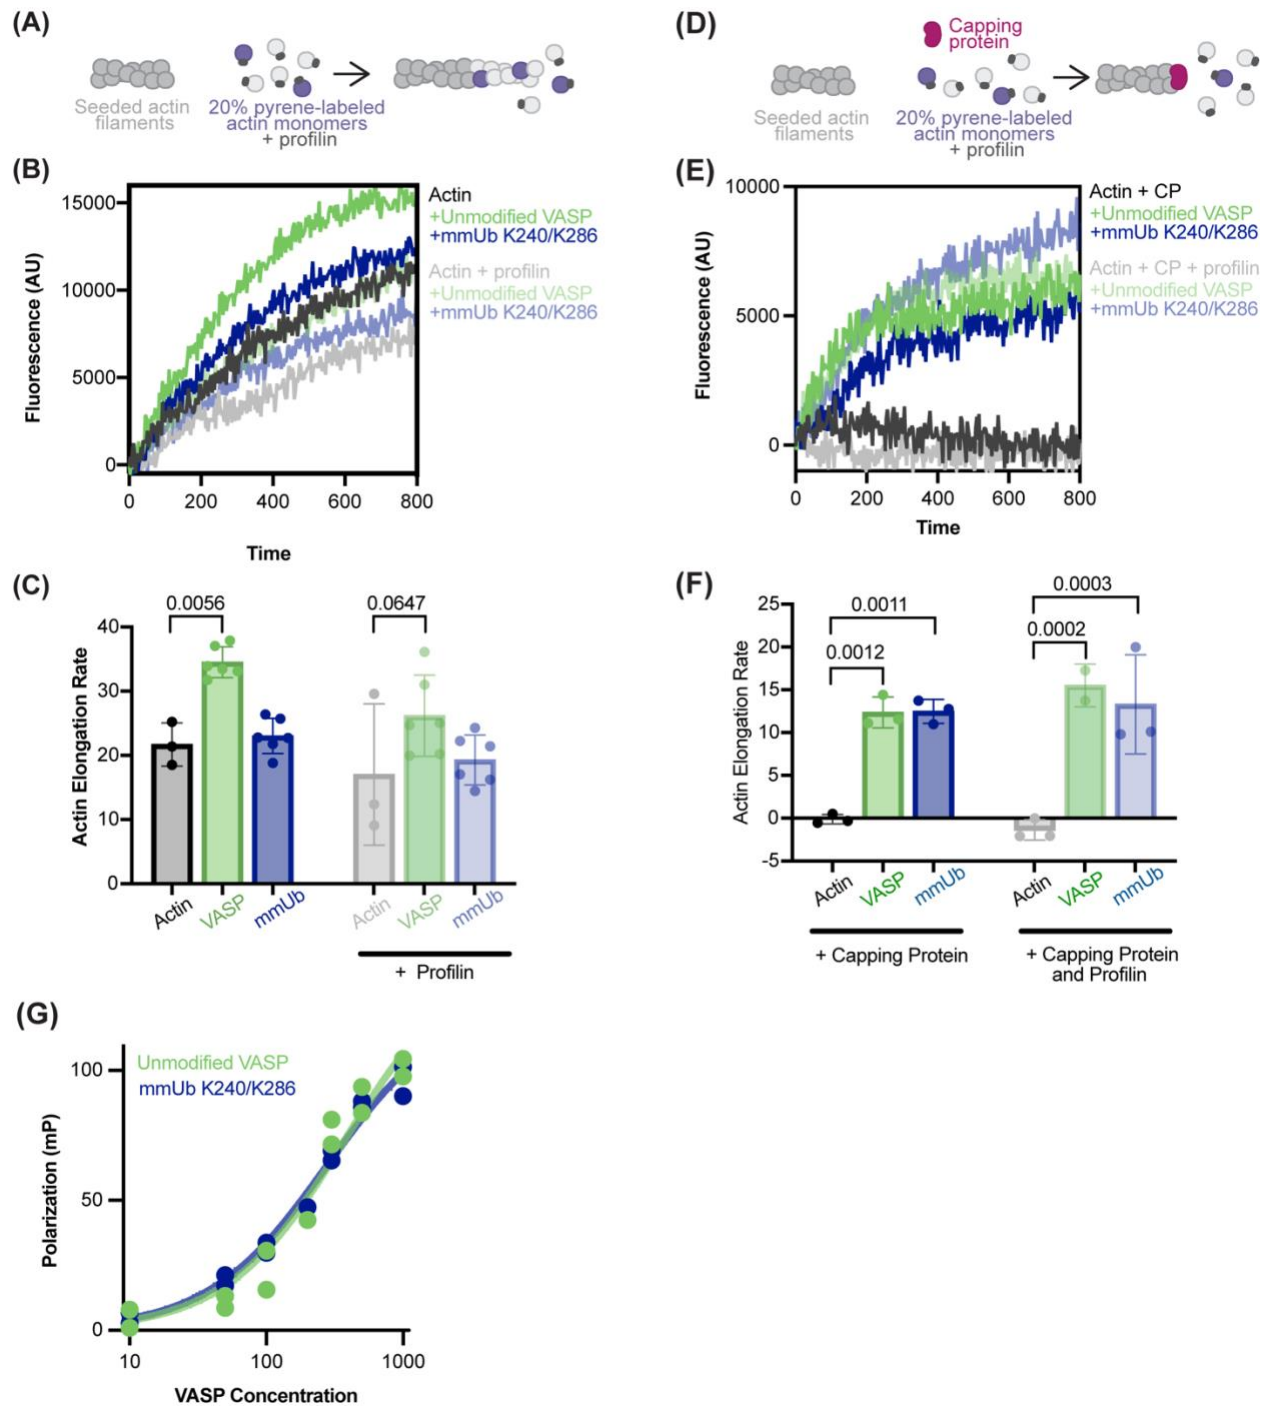 (A)
Seeded actin
filaments
20% pyrene-labeled
actin monomers
+ profilin
(B)
15000
10000
5000
0
0 200 400 600 800
Fluorescence (AU)
Time
Actin
+Unmodified VASP
+mmUb K240/K286
Actin + profilin
+Unmodified VASP
+mmUb K240/K286
(C)
0.0056
0.0647
40
30
20
10
0
Actin Elongation Rate
Actin VASP mmUb Actin VASP mmUb
+ Profilin
(D)
Capping
protein
Seeded actin
filaments
20% pyrene-labeled
actin monomers
+ profilin
(E)
10000
5000
0
0 200 400 600 800
Fluorescence (AU)
Time
Actin + CP
+Unmodified VASP
+mmUb K240/K286
Actin + CP + profilin
+Unmodified VASP
+mmUb K240/K286
(F)
0.0011
0.0012
0.0003
0.0002
25
20
15
10
5
0
-5
Actin Elongation Rate
Actin VASP mmUb Actin VASP mmUb
+ Capping Protein
+ Capping Protein
and Profilin
(G)
Unmodified VASP
mmUb K240/K286
100
50
0
10 100 1000
Polarization (mP)
VASP Concentration